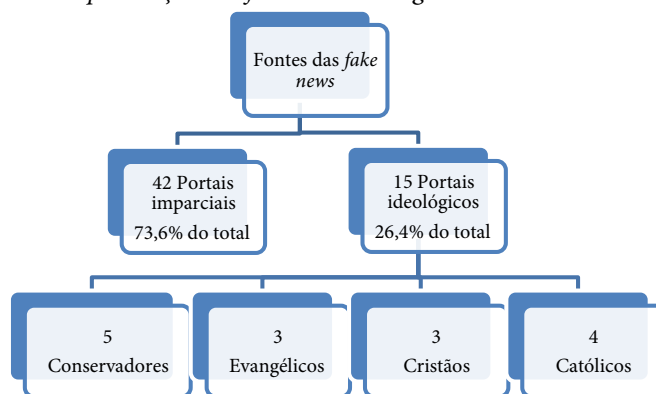 Fontes das fake
news
42 Portais
imparciais
73,6% do total
15 Portais
ideológicos
26,4% do total
5
Conservadores
3
Evangélicos
3
Cristãos
4
Católicos